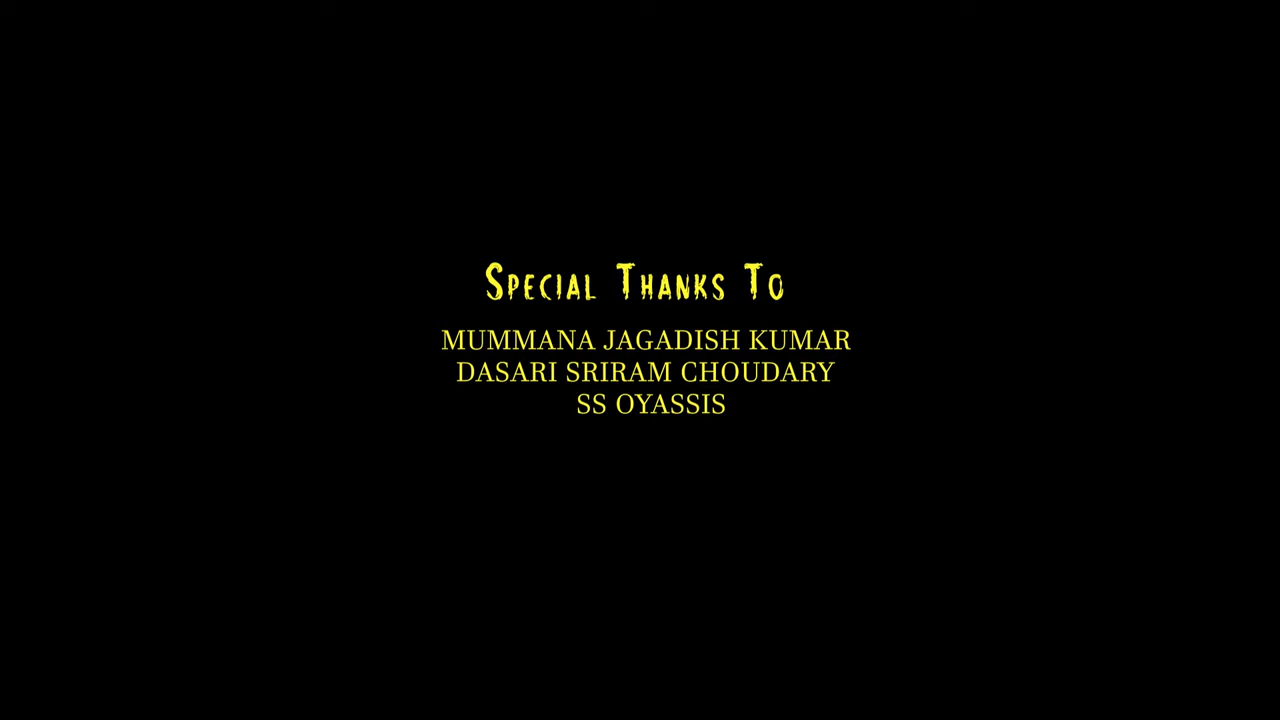 Special Thanks To
MUMMANA JAGADISH KUMAR
DASARI SRIRAM CHOUDARY
SS OYASSIS